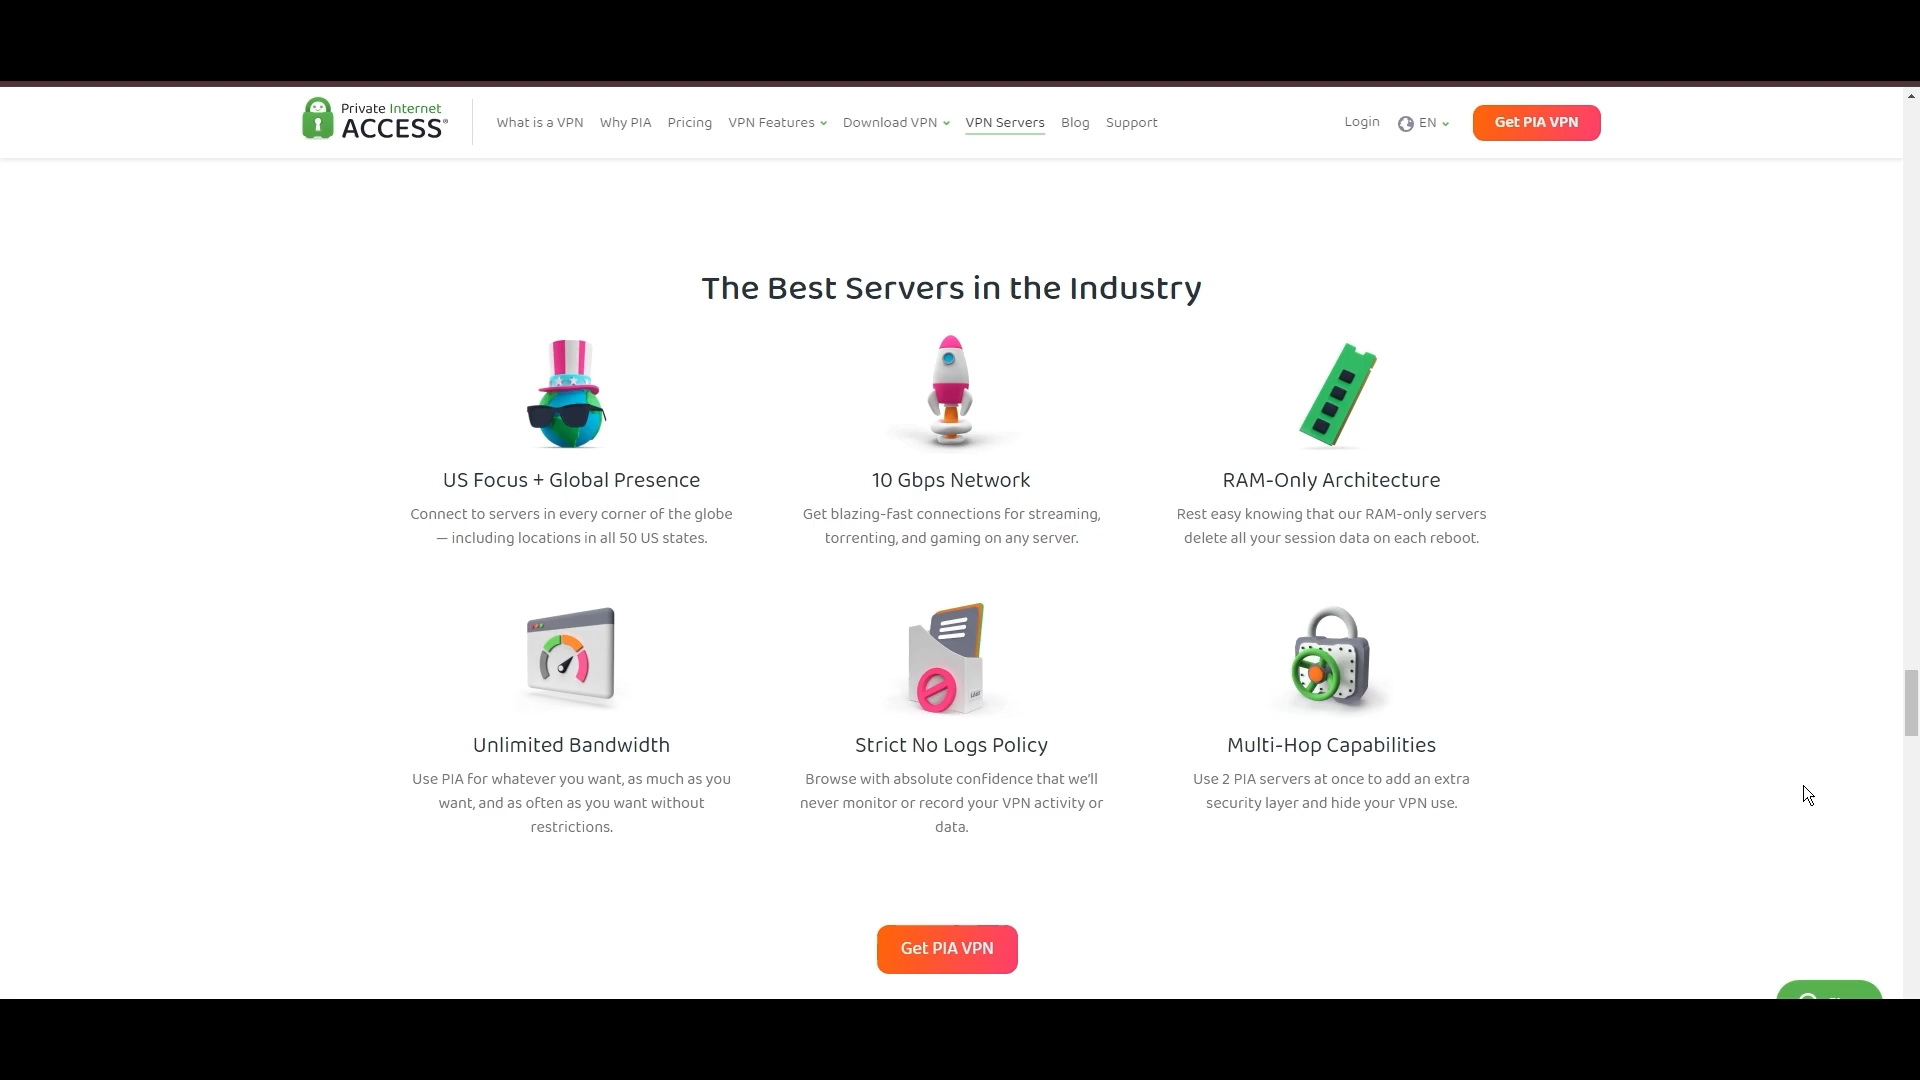 Private Internet
ACCESS®
What is a VPN Why PIA Pricing VPN Features Download VPN VPN Servers Blog Support Login EN Get PIA VPN
The Best Servers in the Industry
US Focus + Global Presence
Connect to servers in every corner of the globe
— including locations in all 50 US states.
10 Gbps Network
Get blazing-fast connections for streaming,
torrenting, and gaming on any server.
RAM-Only Architecture
Rest easy knowing that our RAM-only servers
delete all your session data on each reboot.
Unlimited Bandwidth
Use PIA for whatever you want, as much as you
want, and as often as you want without
restrictions.
Strict No Logs Policy
Browse with absolute confidence that we'll
never monitor or record your VPN activity or
data.
Multi-Hop Capabilities
Use 2 PIA servers at once to add an extra
security layer and hide your VPN use.
Get PIA VPN